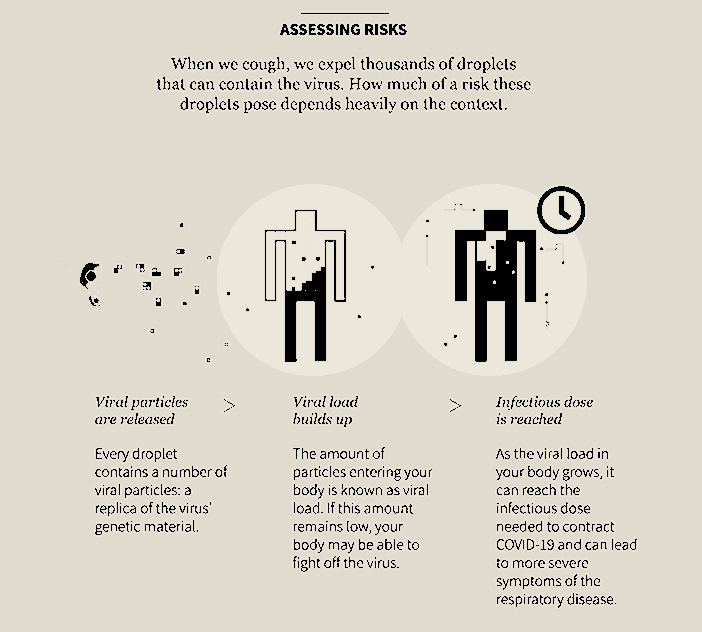 ASSESSING RISKS
When we cough, we expel thousands of droplets
that can contain the virus. How much of a risk these
droplets pose depends heavily on the context.
Viral particles
are released
>
Viral load
builds up
>
Infectious dose
is reached
Every droplet
contains a number of
viral particles: a
replica of the virus'
genetic material.
The amount of
particles entering your
body is known as viral
load. If this amount
remains low, your
body may be able to
fight off the virus.
As the viral load in
your body grows, it
can reach the
infectious dose
needed to contract
COVID-19 and can lead
to more severe
symptoms of the
respiratory disease.